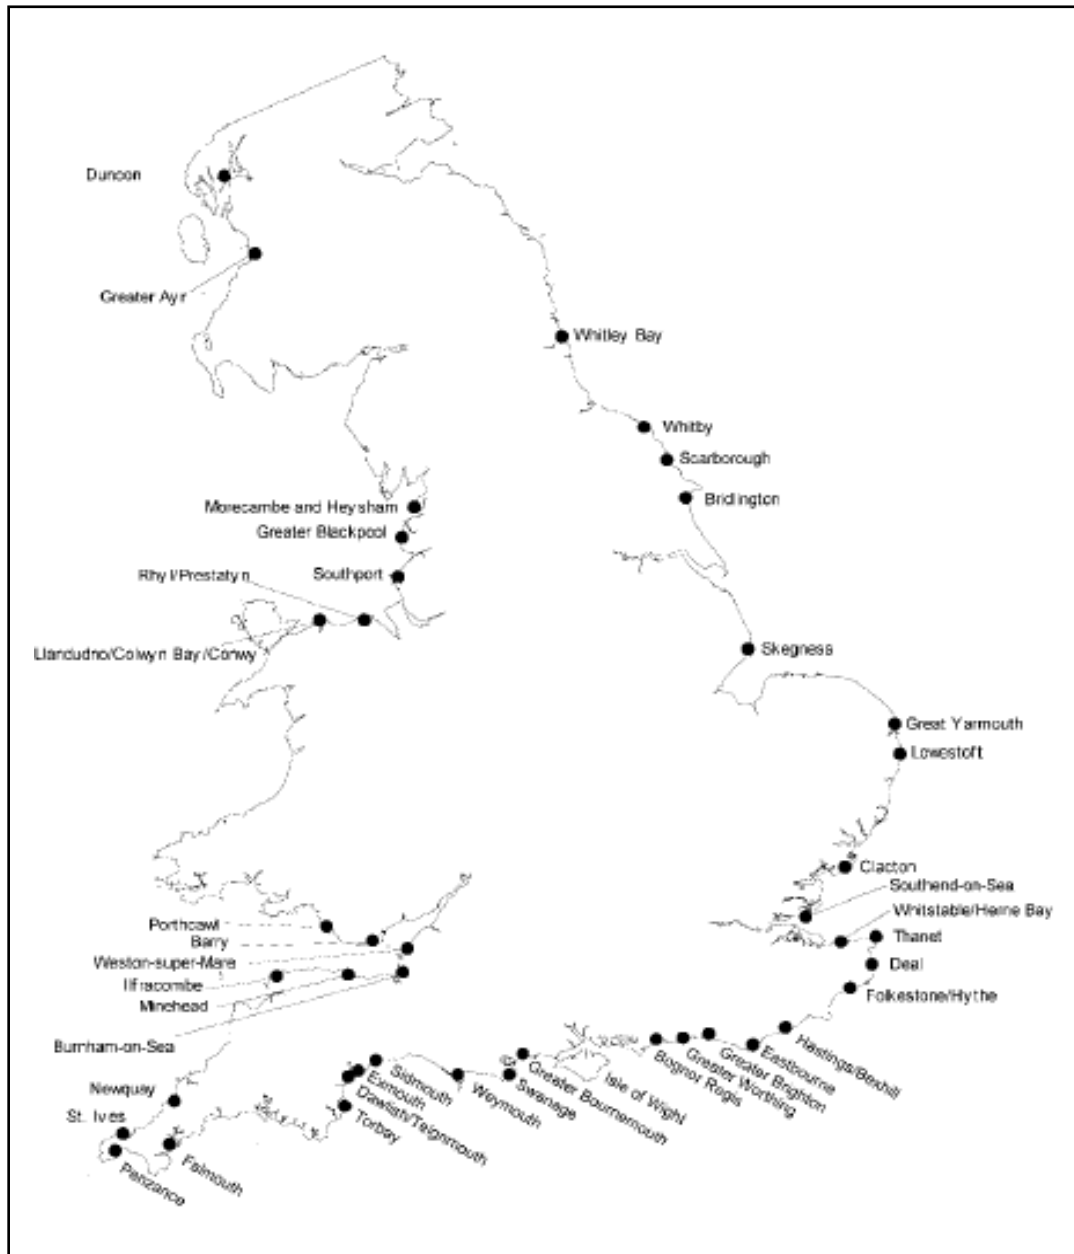 Dunoon
Greater Ayr
Whitley Bay
Whitby
Scarborough
Bridlington
Morecambe and Heysham
Greater Blackpool
Southport
Rhyl/Prestatyn
Llandudno/Colwyn Bay/Conwy
Skegness
Great Yarmouth
Lowestoft
Clacton
Southend-on-Sea
Whitstable/Herne Bay
Thanet
Deal
Folkestone/Hythe
Porthcawl
Barry
Weston-super-Mare
Ilfracombe
Minehead
Burnham-on-Sea
Newquay
St. Ives
Penzance
Falmouth
Torbay
Dawlish/Teignmouth
Exmouth
Sidmouth
Weymouth
Swanage
Greater Bournemouth
Isle of Wight
Bognor Regis
Greater Worthing
Greater Brighton
Eastbourne
Hastings/Bexhill